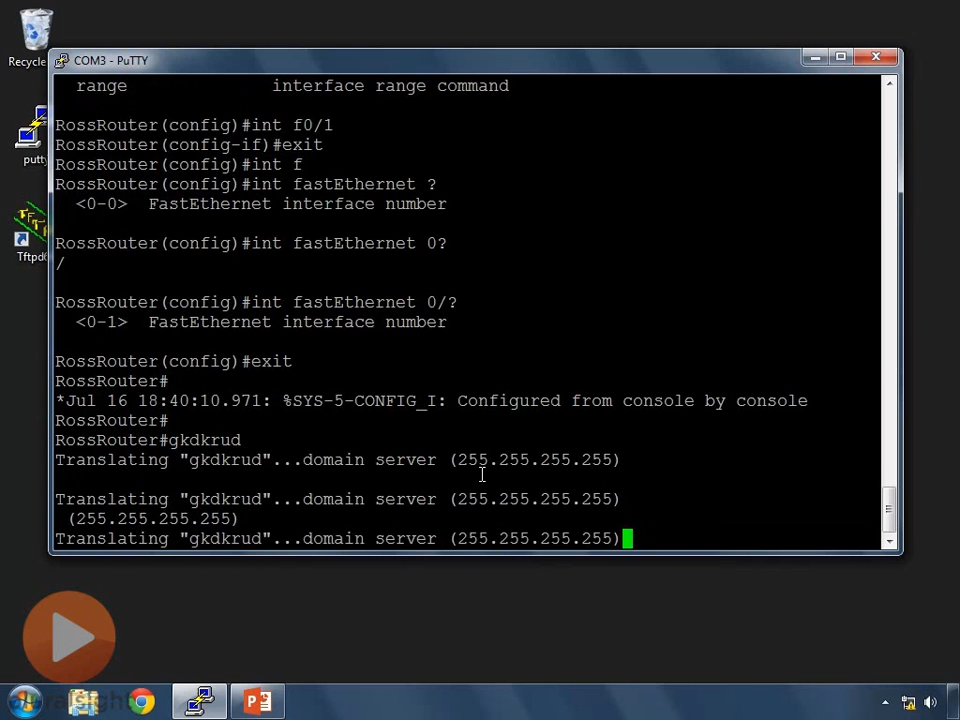 Recycle
COM3 - PuTTY
range interface range command
RossRouter(config)#int f0/1
RossRouter(config-if)#exit
RossRouter(config)#int f
RossRouter(config)#int fastEthernet ?
<0-0> FastEthernet interface number
RossRouter(config)#int fastEthernet 0?
/
RossRouter(config)#int fastEthernet 0/?
<0-1> FastEthernet interface number
RossRouter(config)#exit
RossRouter#
*Jul 16 18:40:10.971: %SYS-5-CONFIG_I: Configured from console by console
RossRouter#
RossRouter#gkdkrud
Translating "gkdkrud"...domain server (255.255.255.255)
Translating "gkdkrud"...domain server (255.255.255.255)
(255.255.255.255)
Translating "gkdkrud"...domain server (255.255.255.255)
putty
Tftpd6
pluralsight